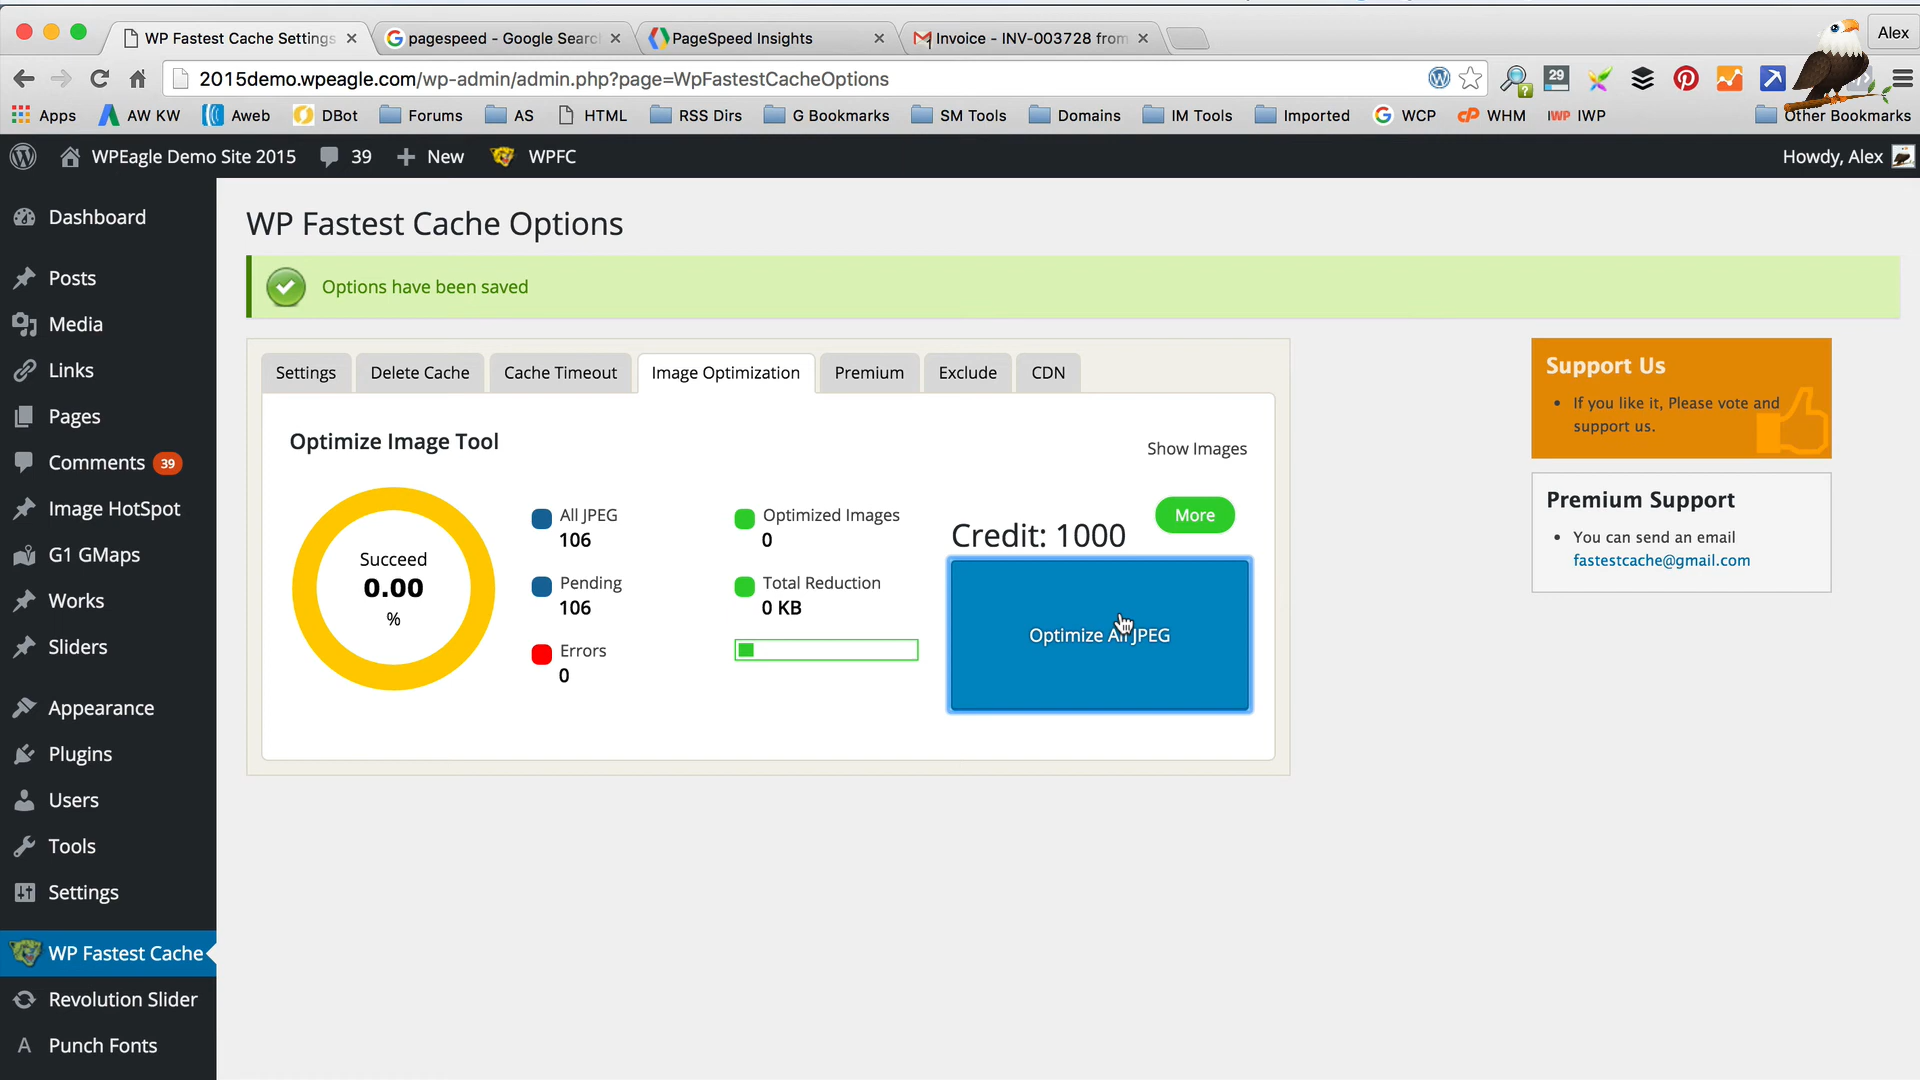 WP Fastest Cache Settings
pagespeed - Google Searc
PageSpeed Insights
Invoice - INV-003728 from
Alex
2015demo.wpeagle.com/wp-admin/admin.php?page=WpFastestCacheOptions
29
?
Apps
AW KW
Aweb
DBot
Forums
AS
HTML
RSS Dirs
G Bookmarks
SM Tools
Domains
IM Tools
Imported
WCP
WHM
IWP IWP
Other Bookmarks
WPEagle Demo Site 2015
39
New
WPFC
Howdy, Alex
Dashboard
Posts
Media
Links
Pages
Comments 39
Image HotSpot
G1 GMaps
Works
Sliders
Appearance
Plugins
Users
Tools
Settings
WP Fastest Cache
Revolution Slider
Punch Fonts
WP Fastest Cache Options
Options have been saved
Settings
Delete Cache
Cache Timeout
Image Optimization
Premium
Exclude
CDN
Optimize Image Tool
Show Images
Succeed
0.00
%
All JPEG
106
Pending
106
Errors
0
Optimized Images
0
Total Reduction
0 KB
Credit: 1000
More
Optimize All JPEG
Support Us
If you like it, Please vote and
support us.
Premium Support
You can send an email
fastestcache@gmail.com